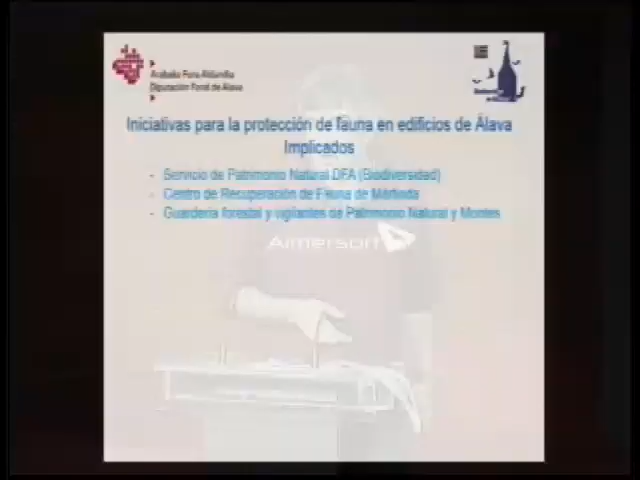 Arabako Foru Aldundia
Diputación Foral de Álava
Iniciativas para la protección de fauna en edificios de Álava
Implicados
- Servicio de Patrimonio Natural DFA (Biodiversidad)
- Centro de Recuperación de Fauna de Mártioda
- Guardería forestal y vigilantes de Patrimonio Natural y Montes
Aimersoft